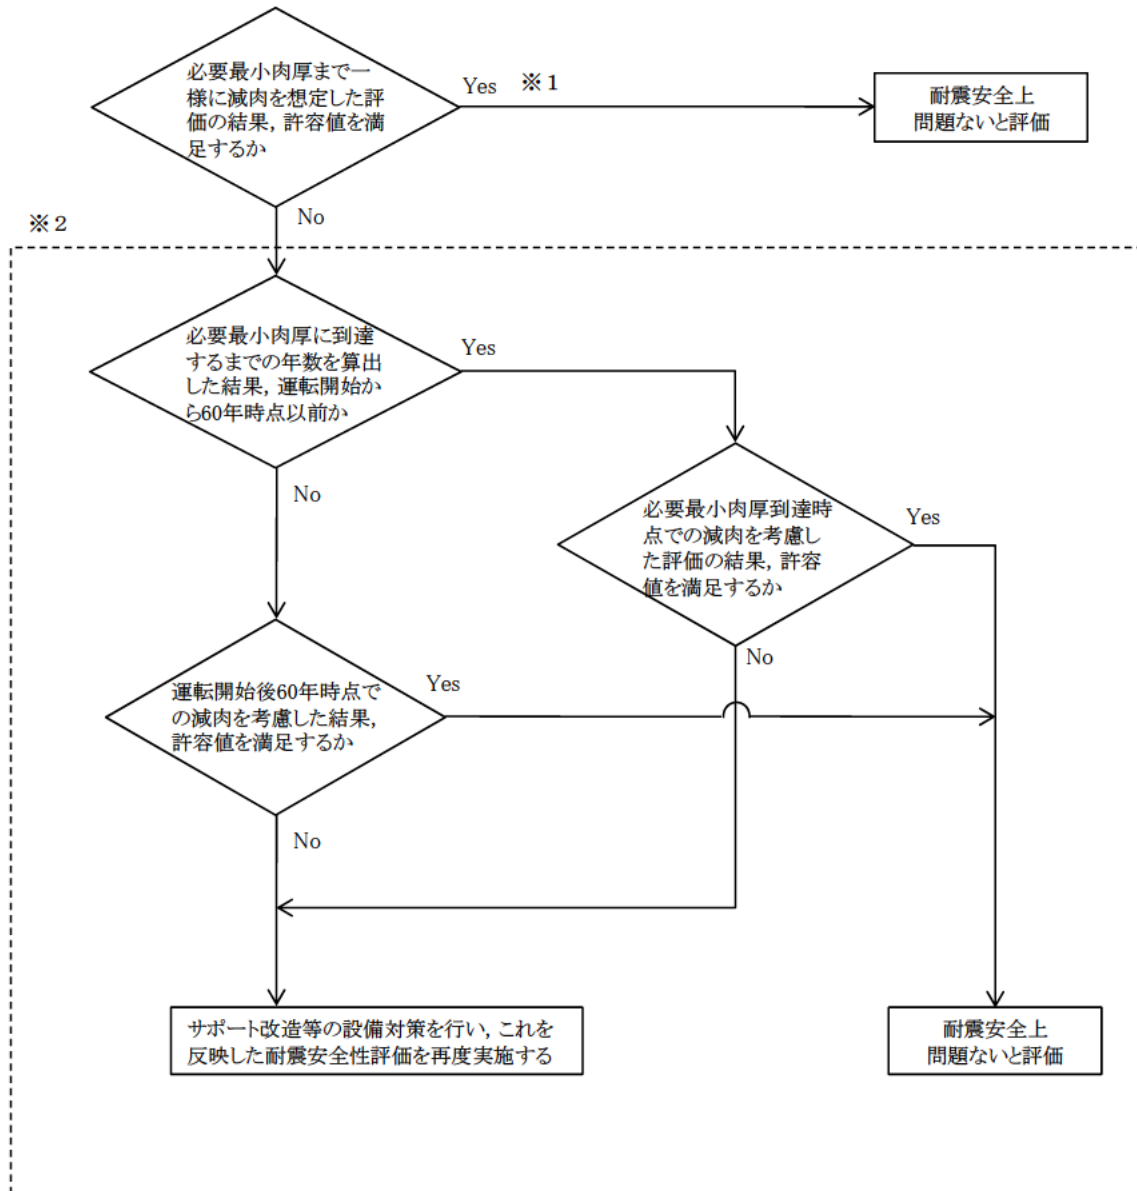 必要最小肉厚まで一
様に減肉を想定した評
価の結果，許容値を満
足するか
Yes ※1
耐震安全上
問題ないと評価
No
※2
必要最小肉厚に到達
するまでの年数を算出
した結果，運転開始か
ら60年時点以前か
Yes
No
必要最小肉厚到達時
点での減肉を考慮し
た評価の結果，許容
値を満足するか
Yes
No
運転開始後60年時点で
の減肉を考慮した結果，
許容値を満足するか
Yes
No
サポート改造等の設備対策を行い，これを
反映した耐震安全性評価を再度実施する
耐震安全上
問題ないと評価